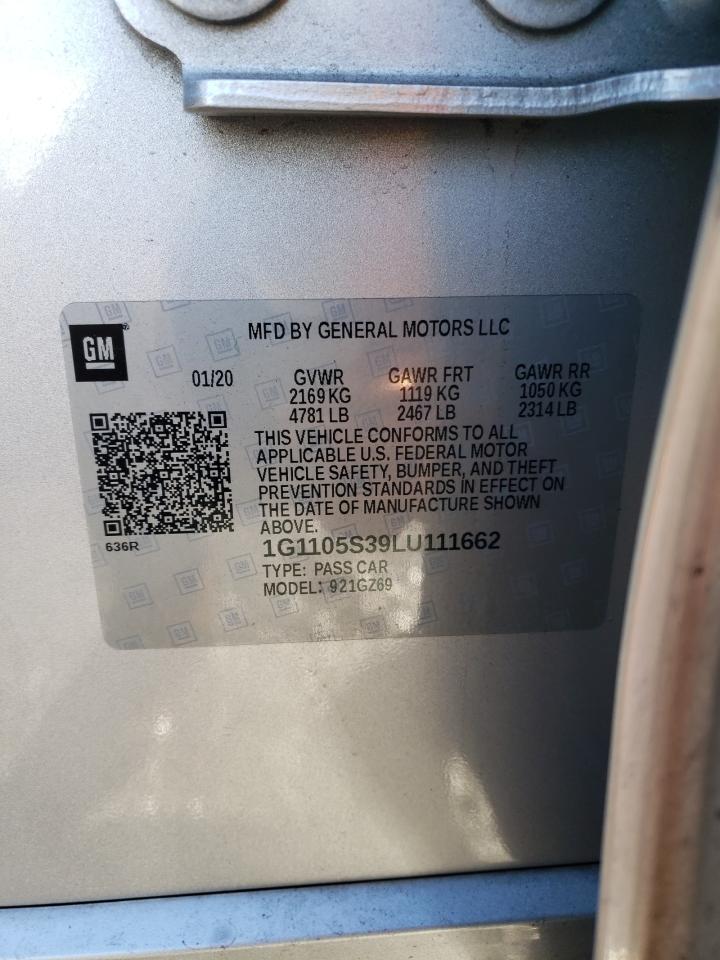 GM
MFD BY GENERAL MOTORS LLC
01/20 GVWR GAWR FRT GAWR RR
2169 KG 1119 KG 1050 KG
4781 LB 2467 LB 2314 LB
THIS VEHICLE CONFORMS TO ALL
APPLICABLE U.S. FEDERAL MOTOR
VEHICLE SAFETY, BUMPER, AND THEFT
PREVENTION STANDARDS IN EFFECT ON
THE DATE OF MANUFACTURE SHOWN
ABOVE.
636R
1G1105S39LU111662
TYPE: PASS CAR
MODEL: 921GZ69